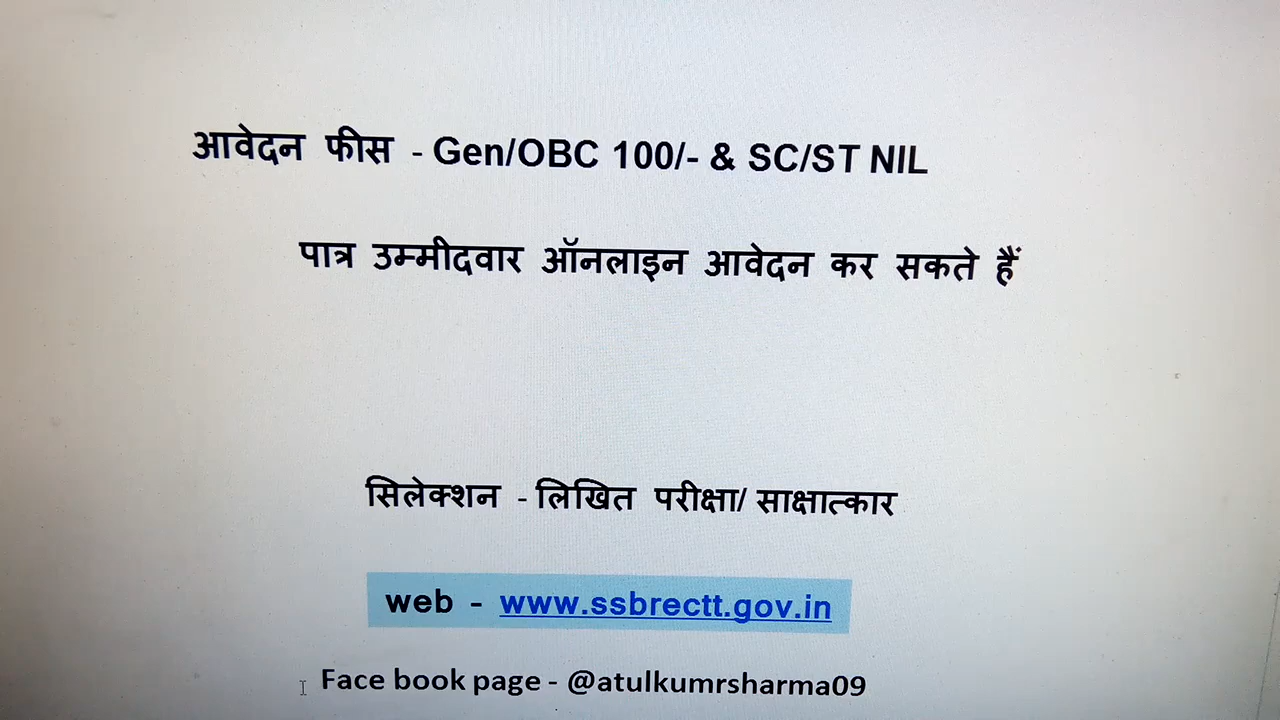 आवेदन फीस - Gen/OBC 100/- & SC/ST NIL
पात्र उम्मीदवार ऑनलाइन आवेदन कर सकते हैं
सिलेक्शन - लिखित परीक्षा/ साक्षात्कार
web - www.ssbrectt.gov.in
Face book page - @atulkumrsharma09